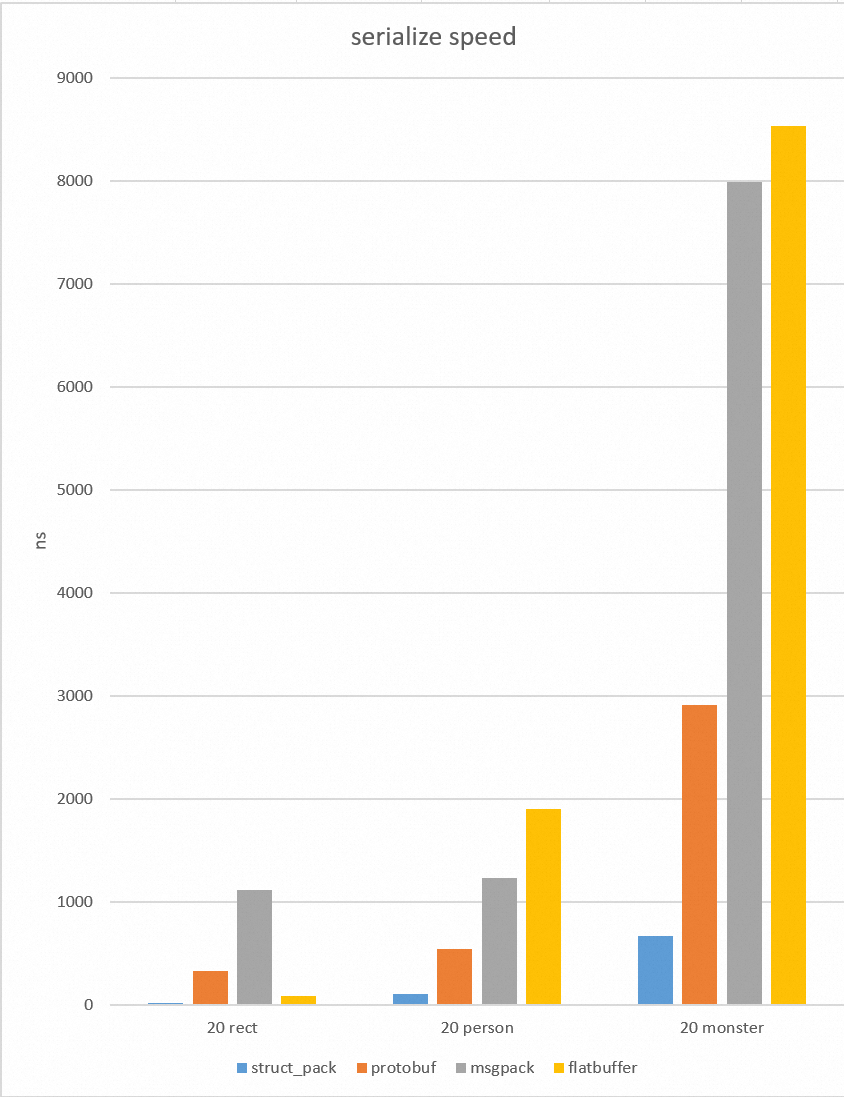 serialize speed
9000
8000
7000
6000
5000
ns
4000
3000
2000
1000
0
20 rect 20 person 20 monster
struct_pack protobuf msgpack flatbuffer